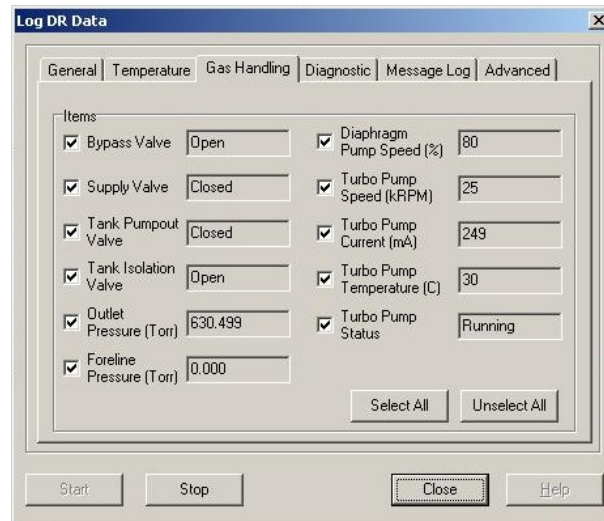 Log DR Data
General
Temperature
Gas Handling
Diagnostic
Message Log
Advanced
Items
Bypass Valve
Open
Supply Valve
Closed
Tank Pumpout
Valve
Closed
Tank Isolation
Valve
Open
Outlet
Pressure (Torr)
630.499
Foreline
Pressure (Torr)
0.000
Diaphragm
Pump Speed (%)
80
Turbo Pump
Speed (kRPM)
25
Turbo Pump
Current (mA)
249
Turbo Pump
Temperature (C)
30
Turbo Pump
Status
Running
Select All
Unselect All
Start
Stop
Close
Help